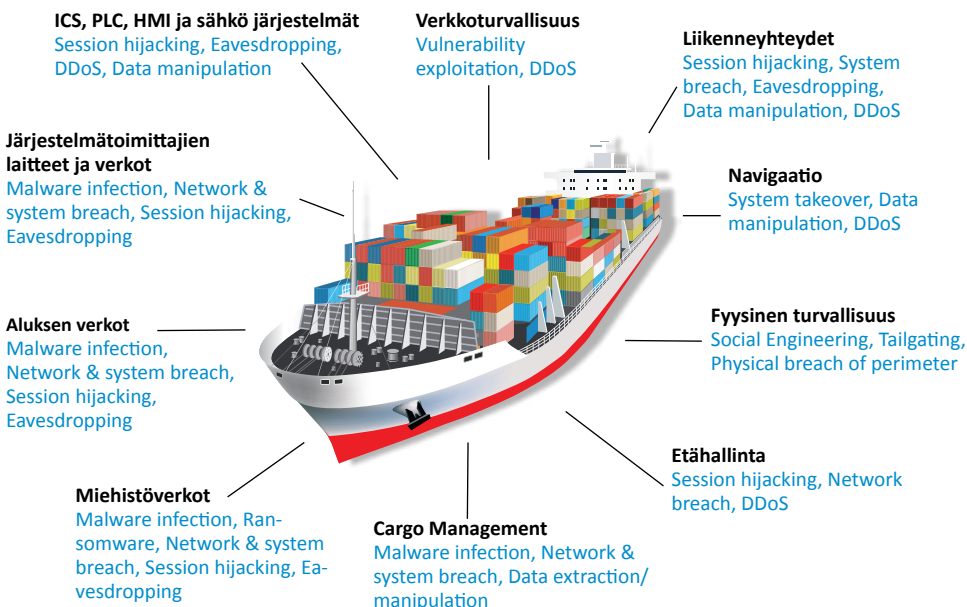 ICS, PLC, HMI ja sähkö järjestelmät
Session hijacking, Eavesdropping,
DDoS, Data manipulation
Verkkoturvallisuus
Vulnerability
exploitation, DDoS
Liikenneyhteydet
Session hijacking, System
breach, Eavesdropping,
Data manipulation, DDoS
Järjestelmätoimittajien
laitteet ja verkot
Malware infection, Network &
system breach, Session hijacking,
Eavesdropping
Navigaatio
System takeover, Data
manipulation, DDoS
Aluksen verkot
Malware infection,
Network & system breach,
Session hijacking,
Eavesdropping
Fyysinen turvallisuus
Social Engineering, Tailgating,
Physical breach of perimeter
Etähallinta
Session hijacking, Network
breach, DDoS
Miehistöverkot
Malware infection, Ran-
somware, Network & system
breach, Session hijacking, Ea-
vesdropping
Cargo Management
Malware infection, Network &
system breach, Data extraction/
manipulation